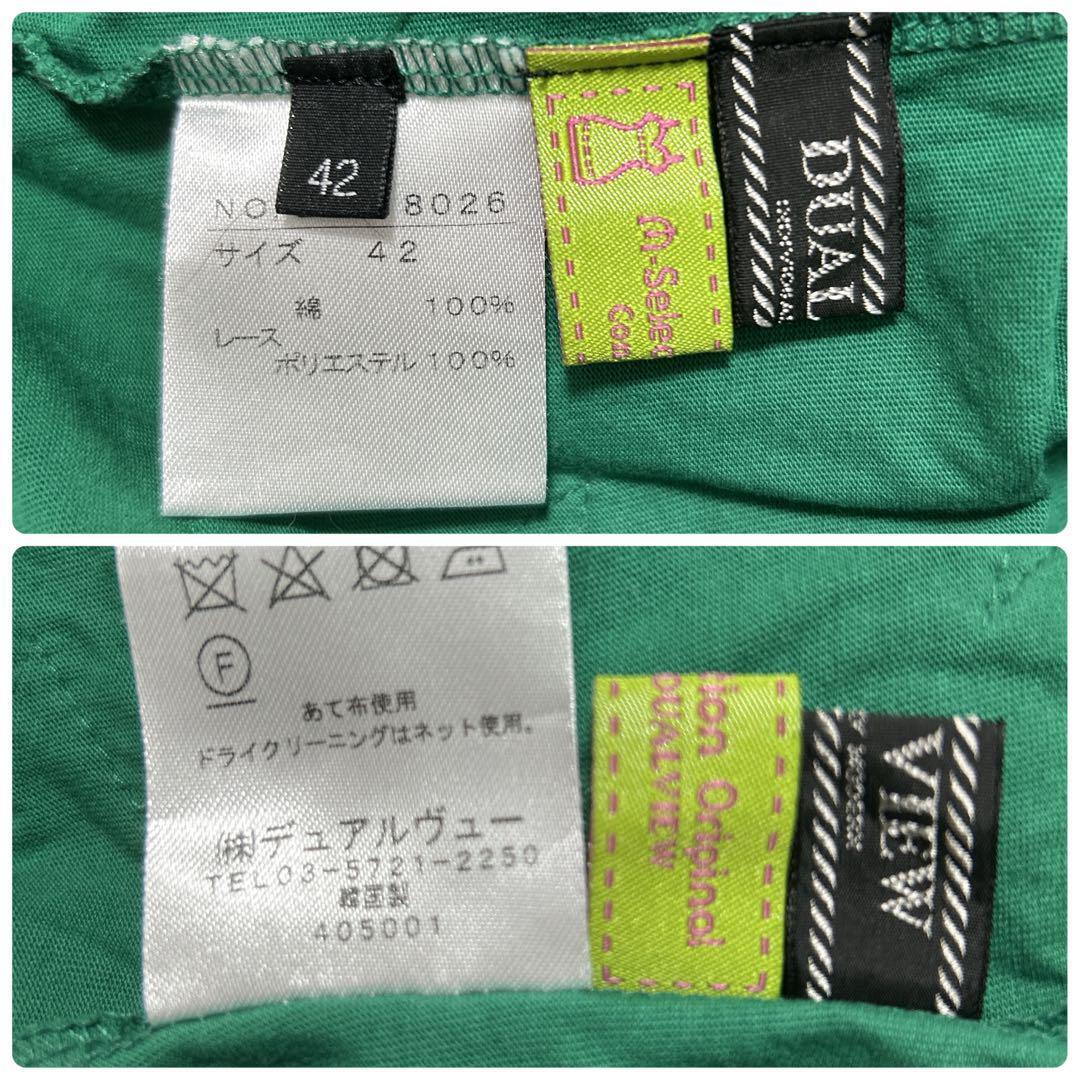 42
NO 8026
サイズ 42
綿 100%
レース
ポリエステル 100%
m-Selec
Com
DUAL
F
あて布使用
ドライクリーニングはネット使用。
㈱デュアルヴュー
TEL03-5721-2250
韓国製
405001
tion Original
DUALVIEW
VIEW